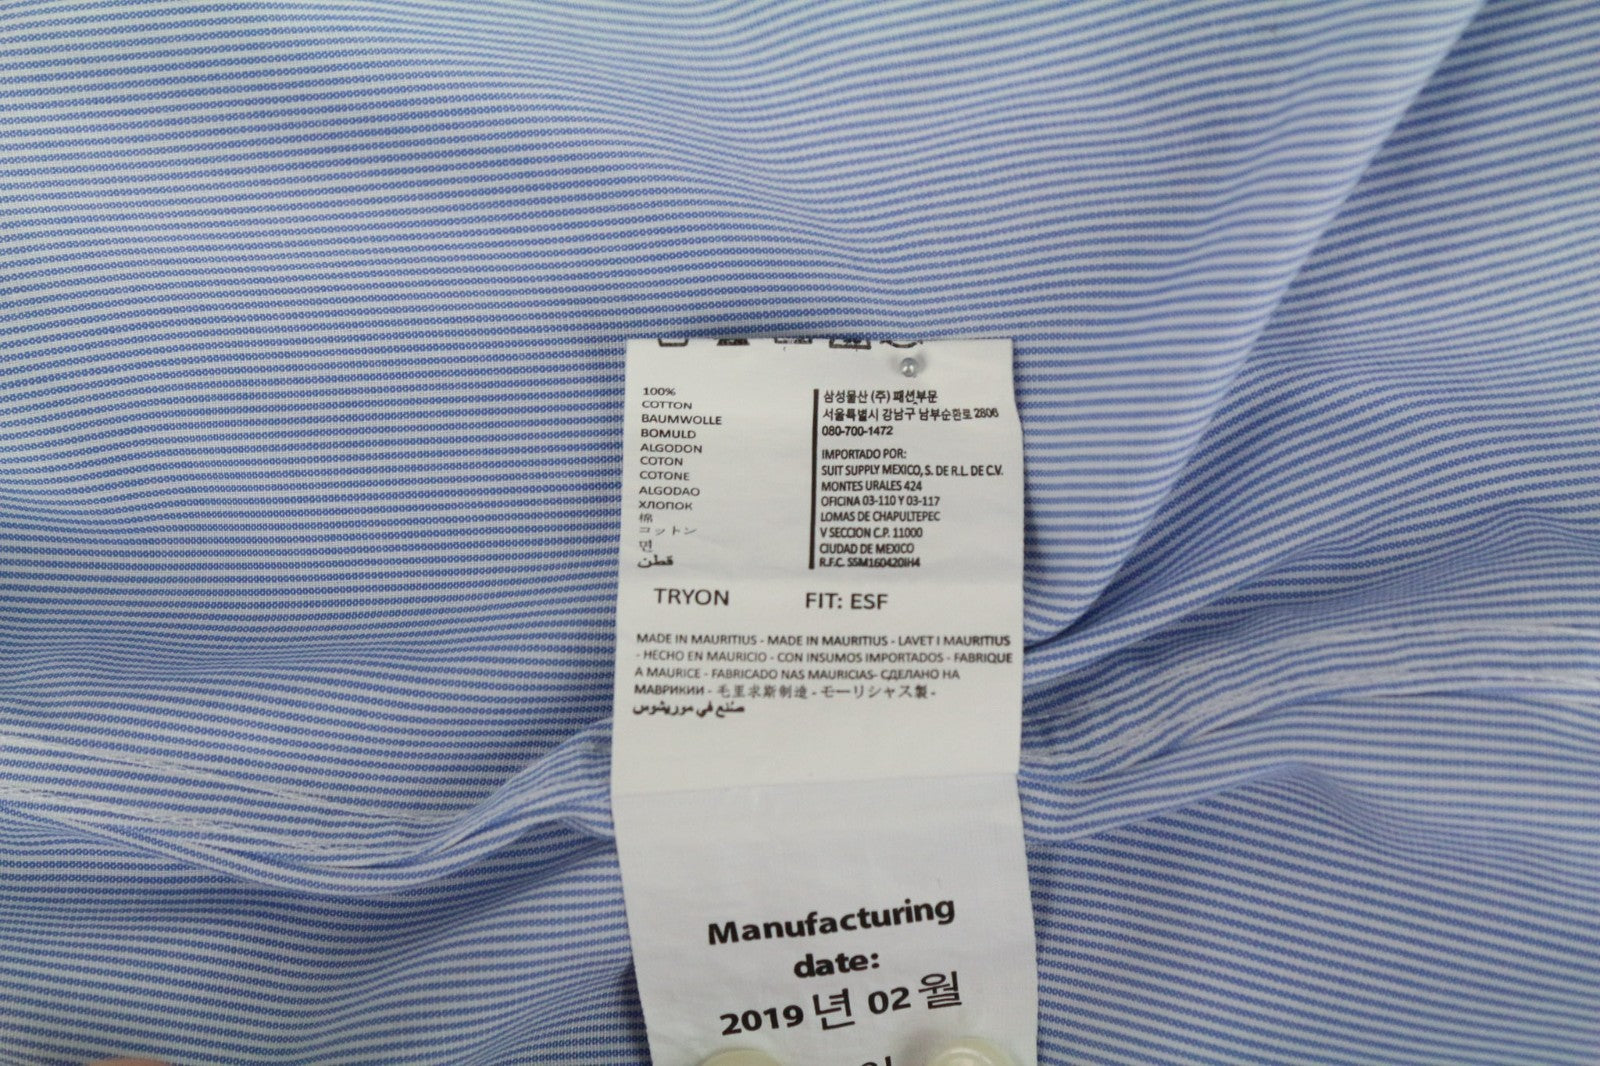 100%
COTTON
BAUMWOLLE
BOMULD
ALGODON
COTON
COTONE
ALGODAO
ХЛОПОК
棉
コットン
면
قطن
삼성물산 (주) 패션부문
서울특별시 강남구 남부순환로 2806
080-700-1472
IMPORTADO POR:
SUIT SUPPLY MEXICO, S. DE R.L. DE C.V.
MONTES URALES 424
OFICINA 03-110 Y 03-117
LOMAS DE CHAPULTEPEC
V SECCION C.P. 11000
CIUDAD DE MEXICO
R.F.C. SSM160420IH4
TRYON FIT: ESF
MADE IN MAURITIUS - MADE IN MAURITIUS - LAVET I MAURITIUS
- HECHO EN MAURICIO - CON INSUMOS IMPORTADOS - FABRIQUE
A MAURICE - FABRICADO NAS MAURICIAS- СДЕЛАНО НА
МАВРИКИИ - 毛里求斯制造 - モーリシャス製 -
صُنع في موريشوس
Manufacturing
date:
2019 년 02 월